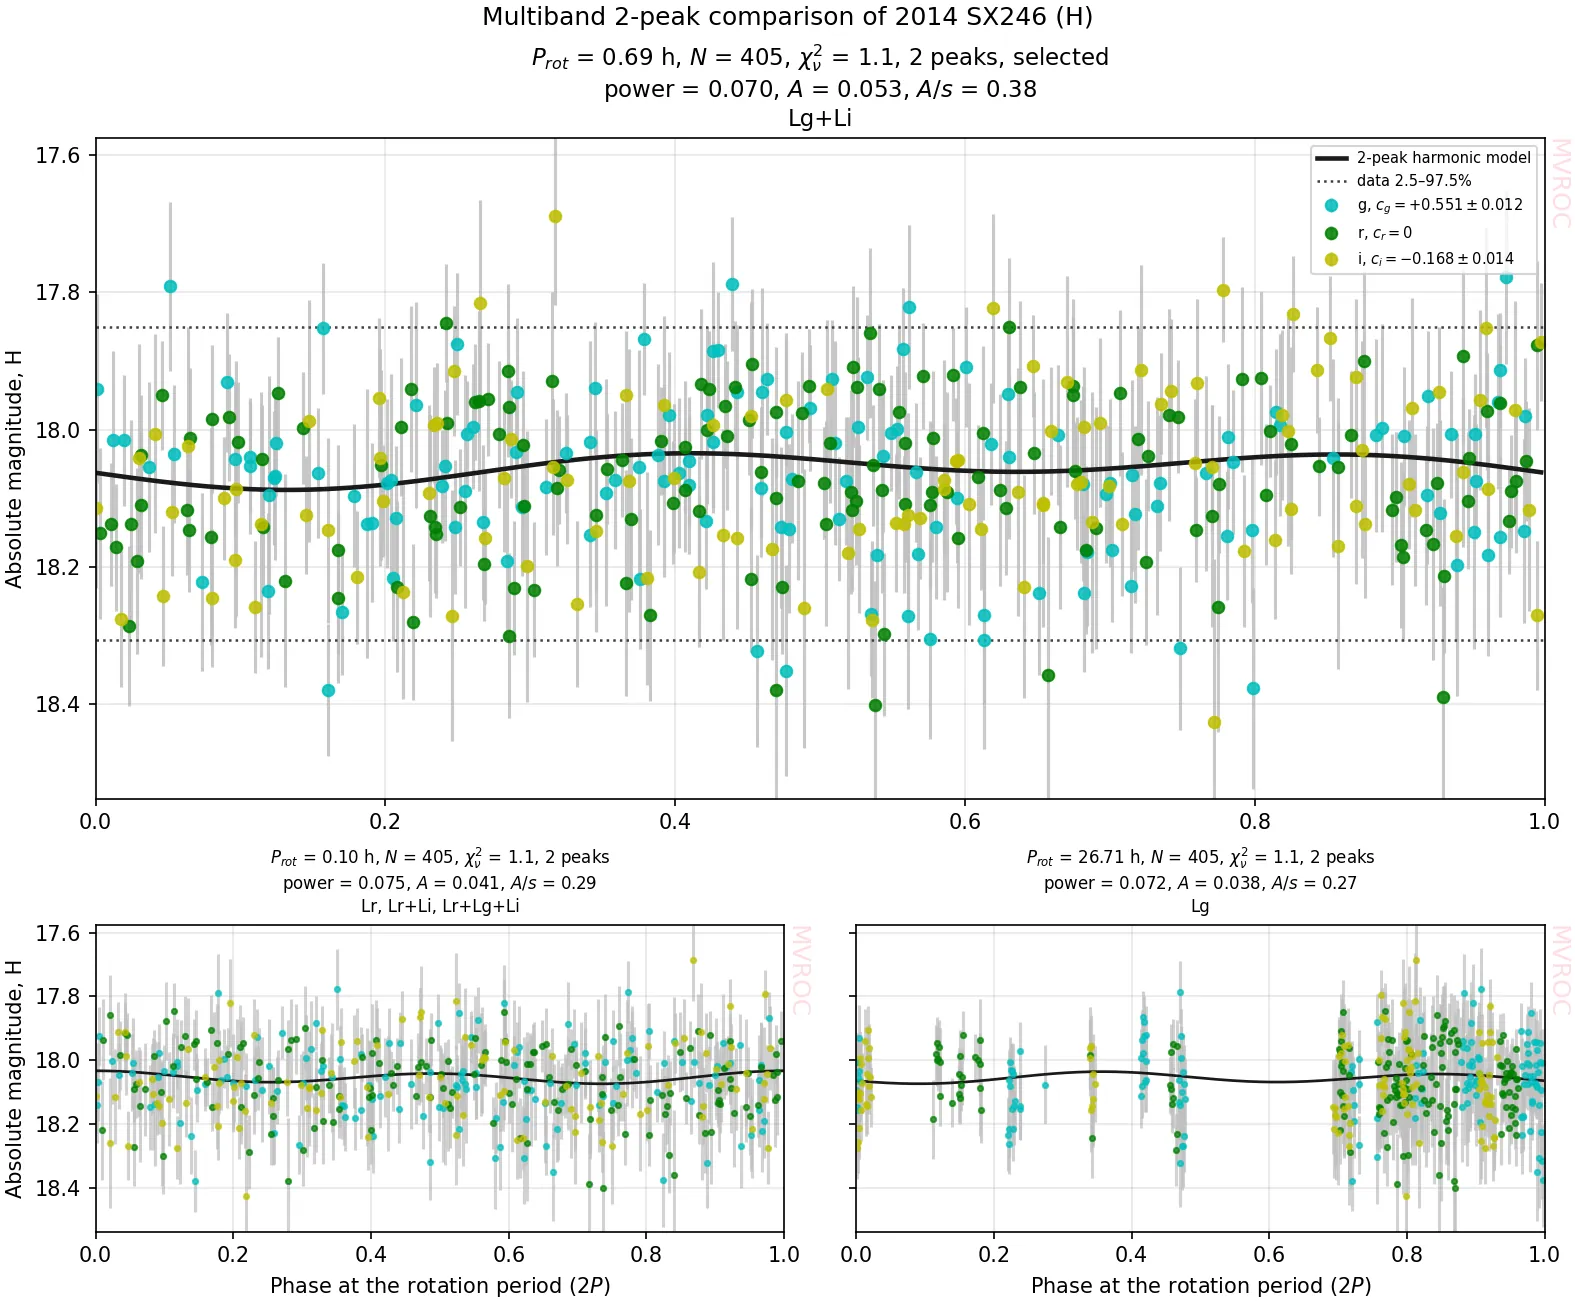 Multiband 2-peak comparison of 2014 SX246 (H)
P_rot = 0.69 h, N = 405, χ²_ν = 1.1, 2 peaks, selected
power = 0.070, A = 0.053, A/s = 0.38
Lg+Li
2-peak harmonic model
data 2.5–97.5%
g, c_g = +0.551 ± 0.012
r, c_r = 0
i, c_i = −0.168 ± 0.014
MVROC
Absolute magnitude, H
17.6
17.8
18.0
18.2
18.4
0.0 0.2 0.4 0.6 0.8 1.0
P_rot = 0.10 h, N = 405, χ²_ν = 1.1, 2 peaks
power = 0.075, A = 0.041, A/s = 0.29
Lr, Lr+Li, Lr+Lg+Li
MVROC
Absolute magnitude, H
17.6
17.8
18.0
18.2
18.4
0.0 0.2 0.4 0.6 0.8 1.0
Phase at the rotation period (2P)
P_rot = 26.71 h, N = 405, χ²_ν = 1.1, 2 peaks
power = 0.072, A = 0.038, A/s = 0.27
Lg
MVROC
0.0 0.2 0.4 0.6 0.8 1.0
Phase at the rotation period (2P)